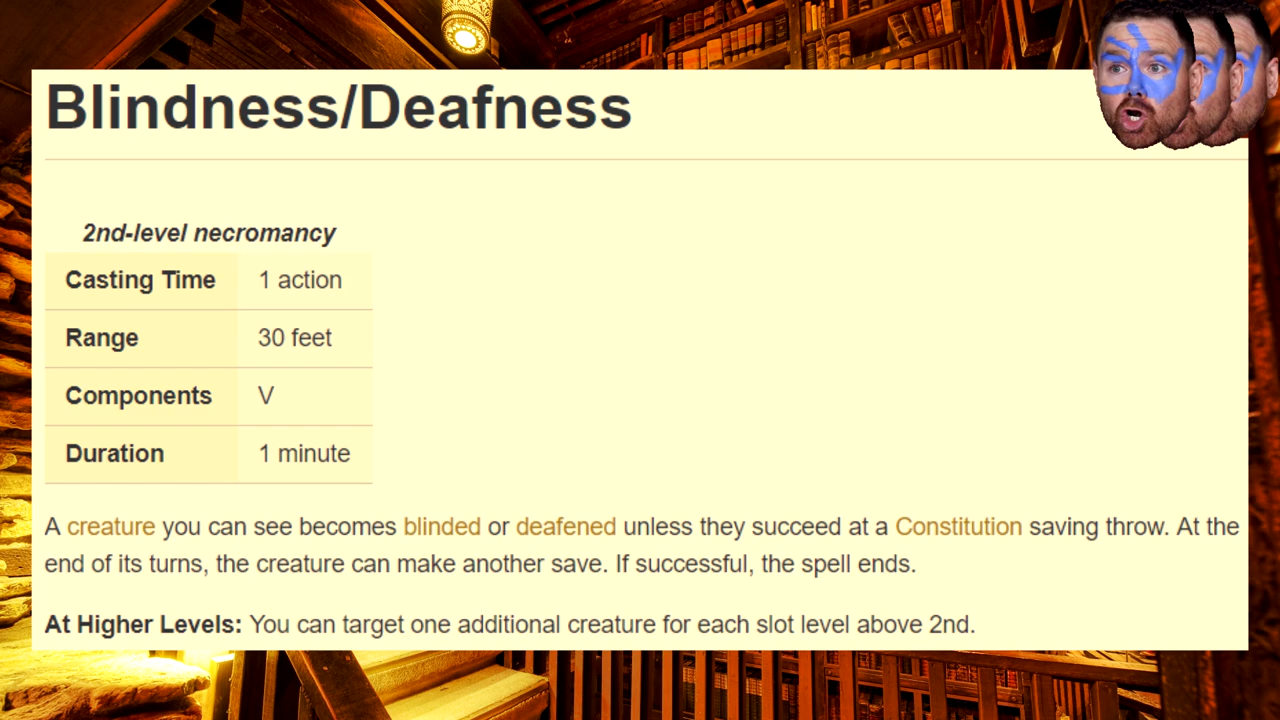 Blindness/Deafness
2nd-level necromancy
Casting Time 1 action
Range 30 feet
Components V
Duration 1 minute
A creature you can see becomes blinded or deafened unless they succeed at a Constitution saving throw. At the
end of its turns, the creature can make another save. If successful, the spell ends.
At Higher Levels: You can target one additional creature for each slot level above 2nd.